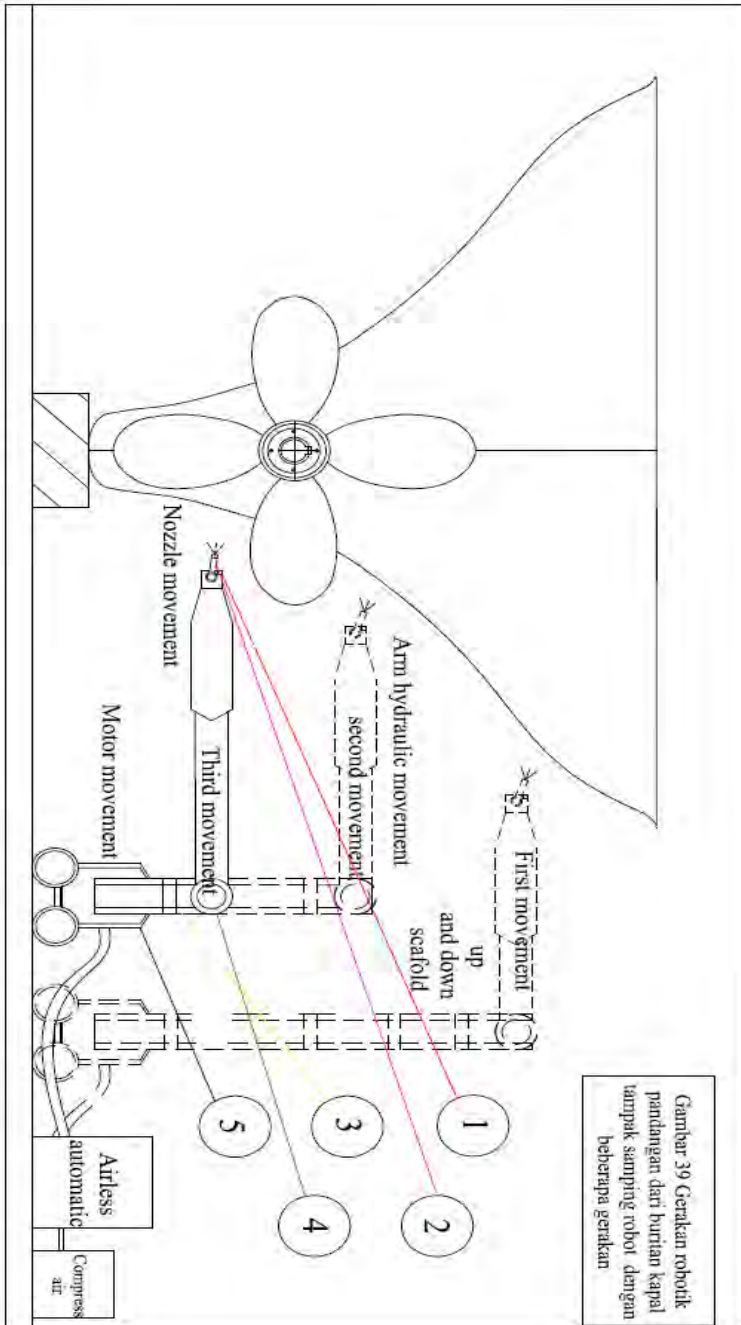 Gambar 39 Gerakan robotik
pandangan dari buritan kapal
tampak samping robot dengan
beberapa gerakan
First movement
up
and down
scafold
Arm hydraulic movement
second movement
Third movement
Nozzle movement
Motor movement
1
2
3
4
5
Airless
automatic
Compress
air